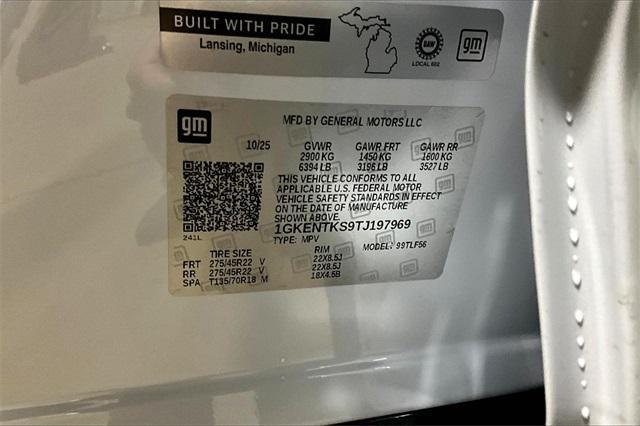 BUILT WITH PRIDE
Lansing, Michigan
UAW
LOCAL 602
gm
gm
MFD BY GENERAL MOTORS LLC
10/25 GVWR GAWR FRT GAWR RR
2900 KG 1450 KG 1600 KG
6394 LB 3196 LB 3527 LB
THIS VEHICLE CONFORMS TO ALL
APPLICABLE U.S. FEDERAL MOTOR
VEHICLE SAFETY STANDARDS IN EFFECT
ON THE DATE OF MANUFACTURE
SHOWN ABOVE.
1GKENTKS9TJ197969
241L
TYPE: MPV MODEL: 99TLF56
TIRE SIZE RIM
FRT 275/45R22 V 22X8.5J
RR 275/45R22 V 22X8.5J
SPA T135/70R18 M 18X4.5B